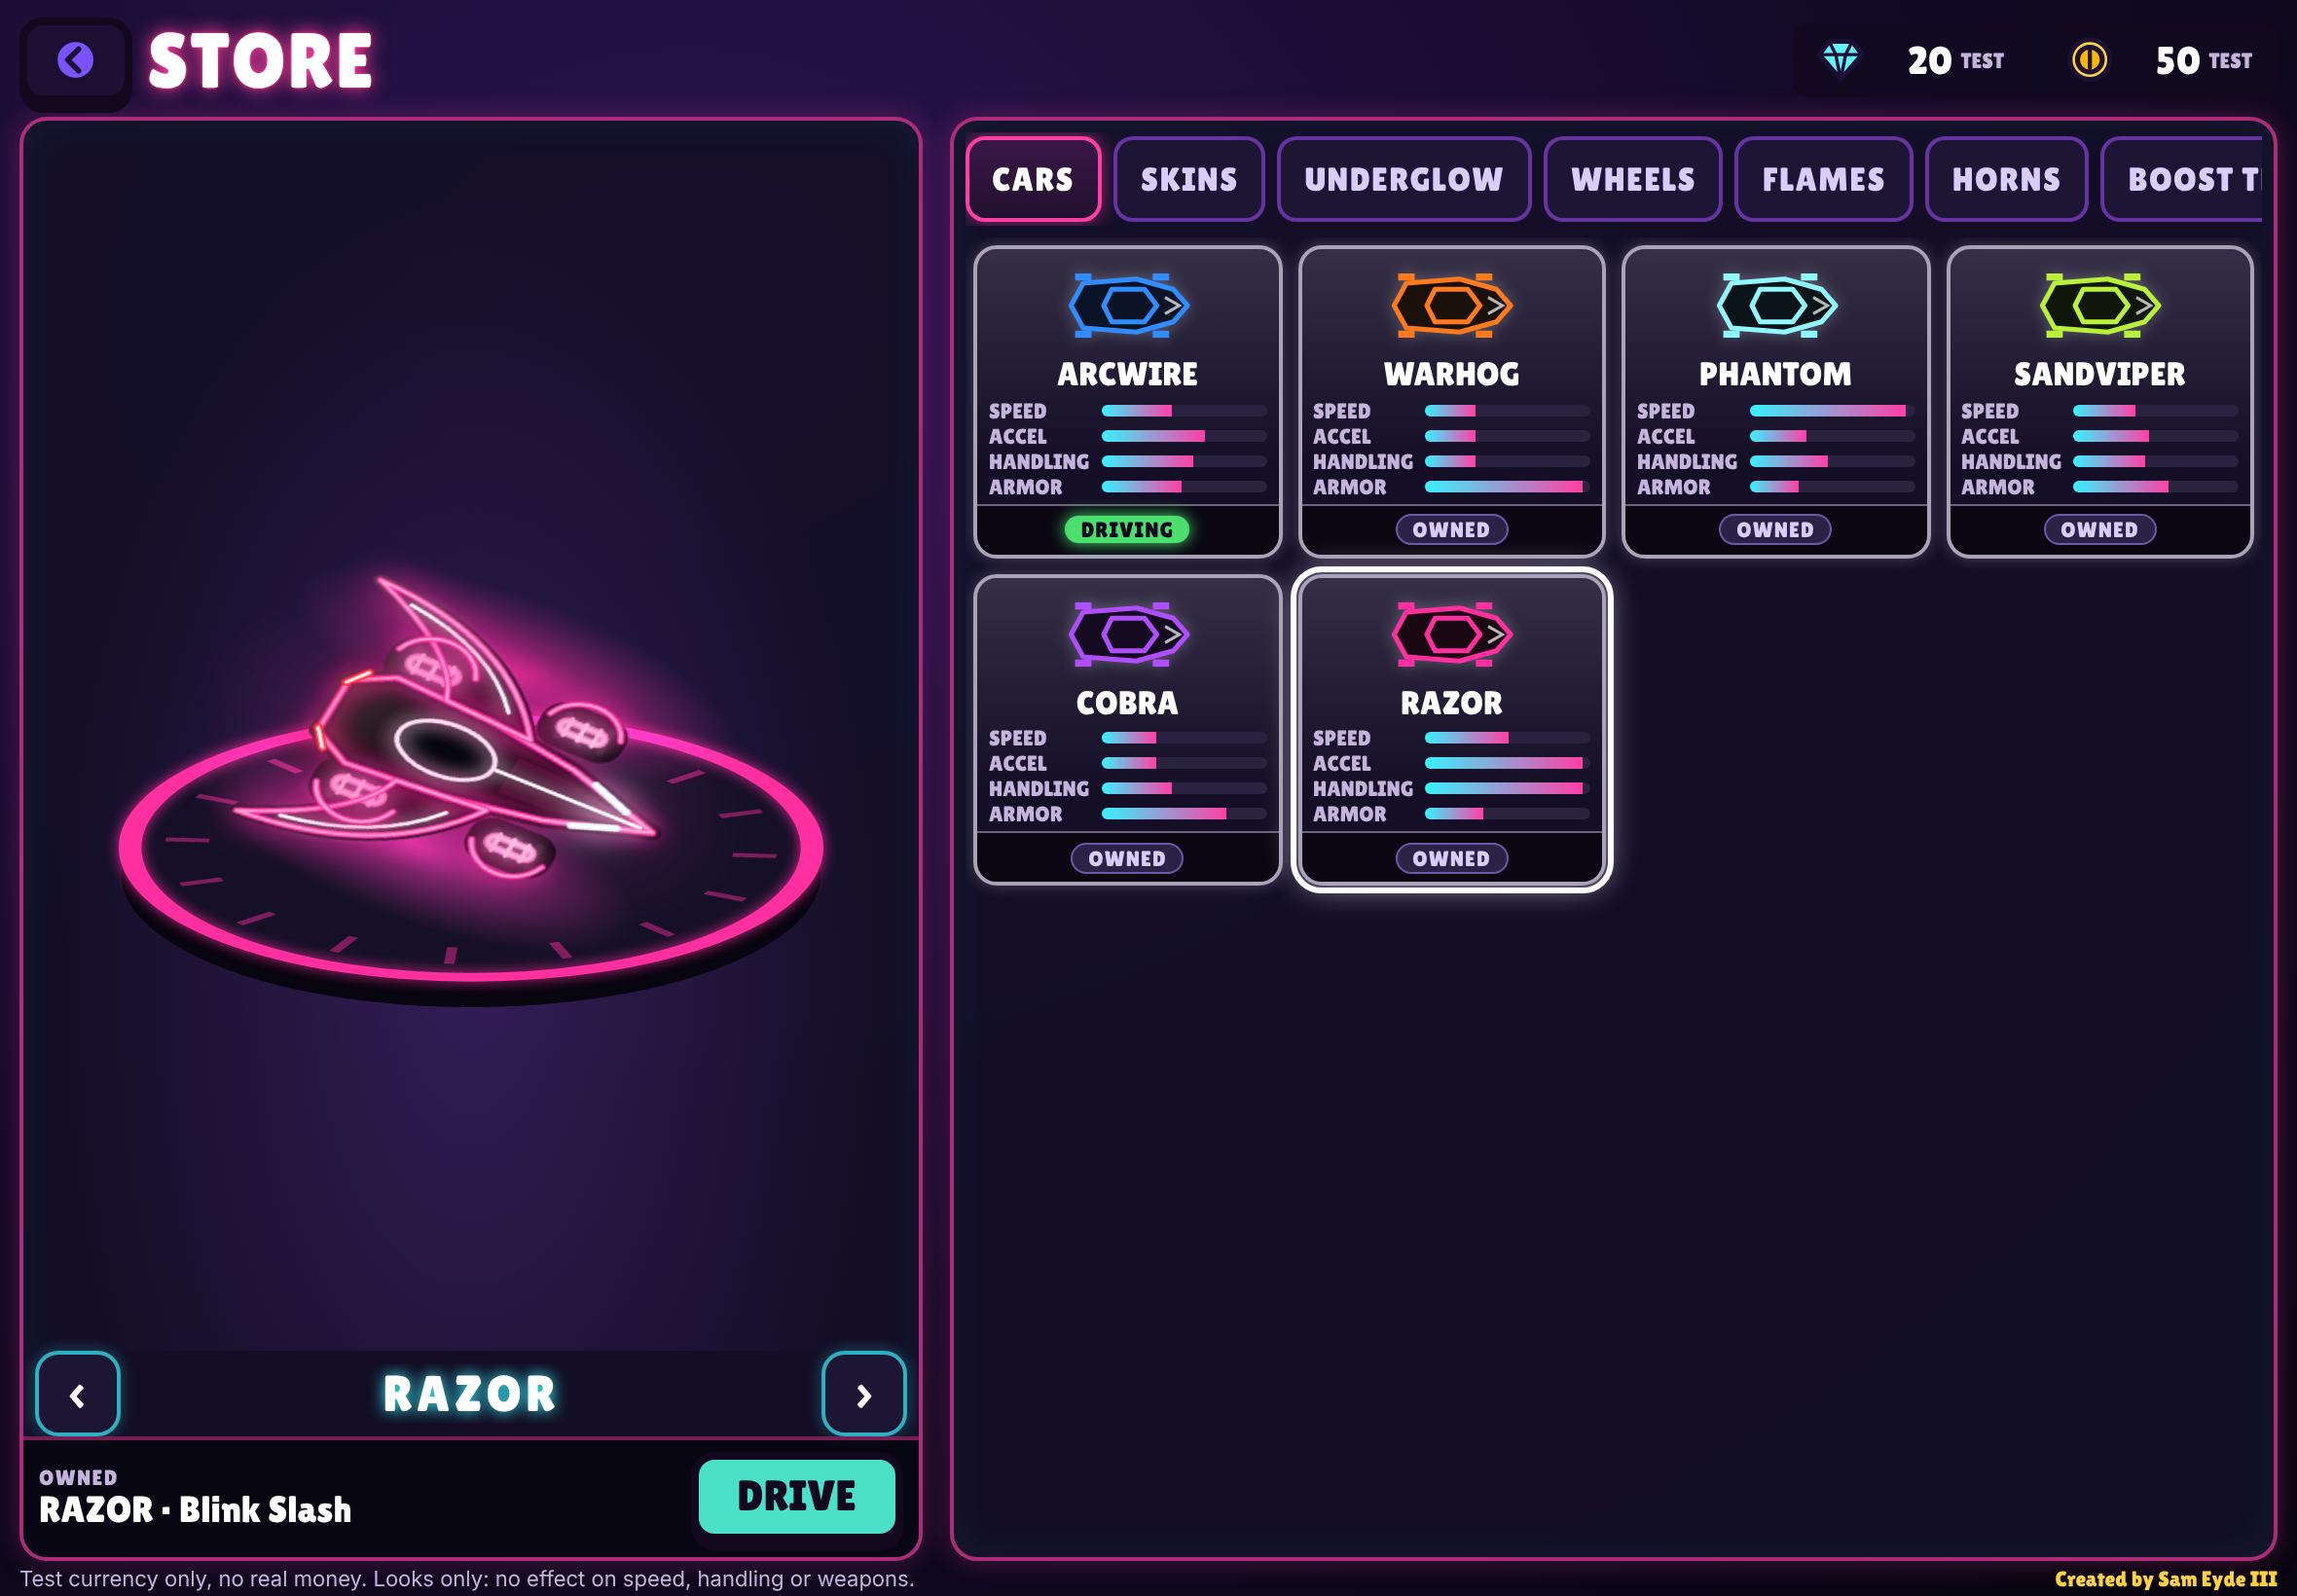 STORE
20 TEST
50 TEST
CARS
SKINS
UNDERGLOW
WHEELS
FLAMES
HORNS
BOOST
ARCWIRE
SPEED
ACCEL
HANDLING
ARMOR
DRIVING
WARHOG
SPEED
ACCEL
HANDLING
ARMOR
OWNED
PHANTOM
SPEED
ACCEL
HANDLING
ARMOR
OWNED
SANDVIPER
SPEED
ACCEL
HANDLING
ARMOR
OWNED
COBRA
SPEED
ACCEL
HANDLING
ARMOR
OWNED
RAZOR
SPEED
ACCEL
HANDLING
ARMOR
OWNED
‹
RAZOR
›
OWNED
RAZOR · Blink Slash
DRIVE
Test currency only, no real money. Looks only: no effect on speed, handling or weapons.
Created by Sam Eyde III